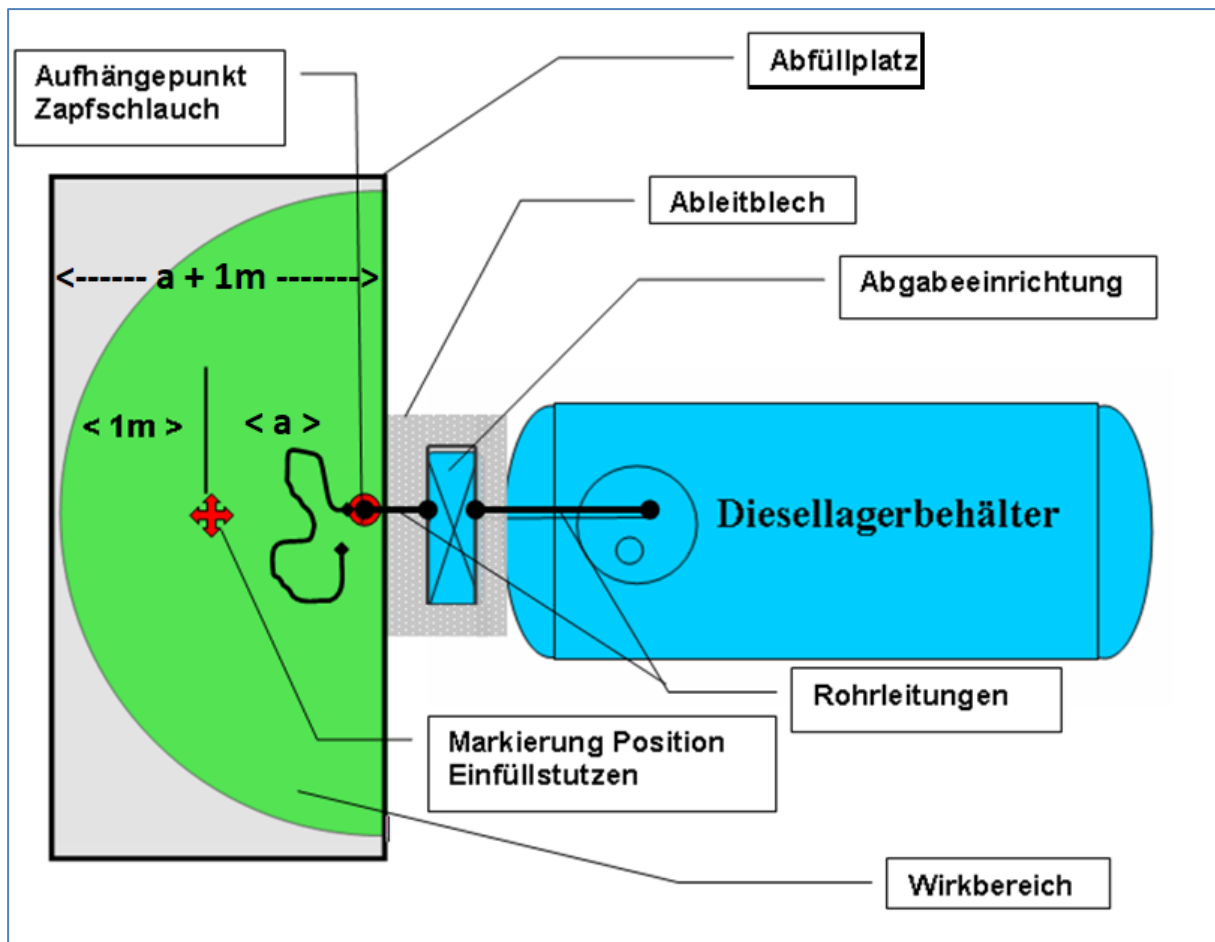 Aufhängepunkt
Zapfschlauch
Abfüllplatz
Ableitblech
Abgabeeinrichtung
<------ a + 1m ------->
< 1m >
< a >
Diesellagerbehälter
Rohrleitungen
Markierung Position
Einfüllstutzen
Wirkbereich